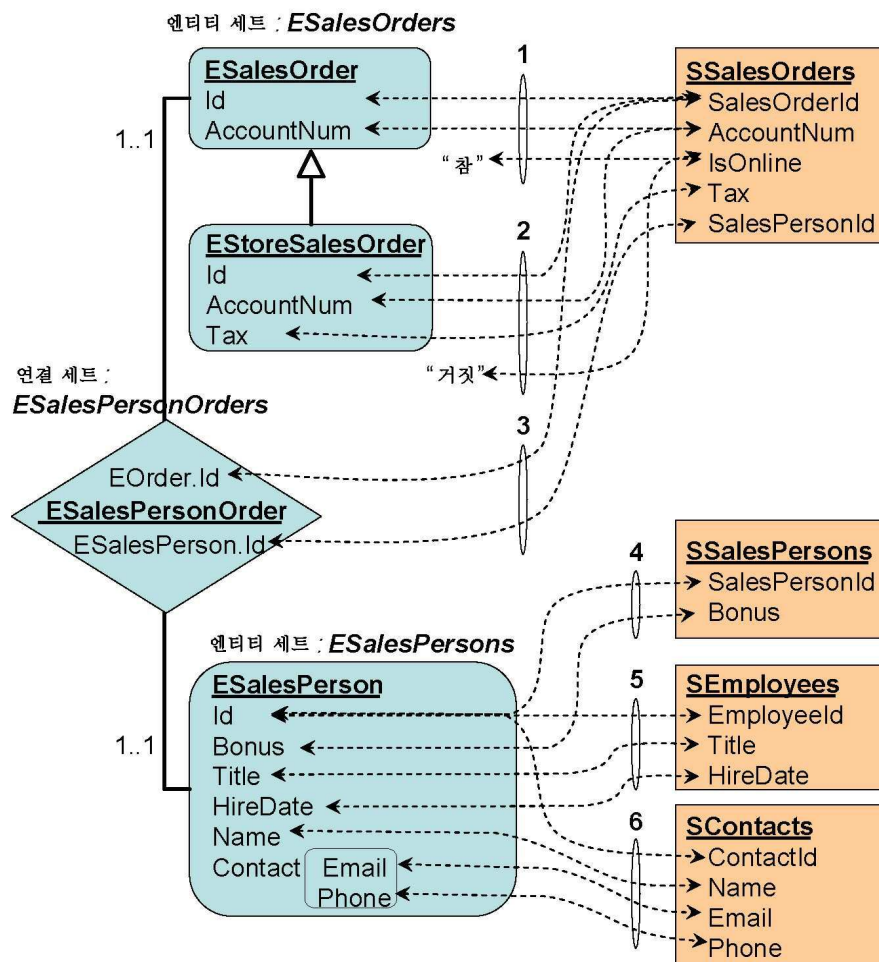 엔티티 세트 : ESalesOrders
ESalesOrder
Id
AccountNum
1..1
1
"참"
SSalesOrders
SalesOrderId
AccountNum
IsOnline
Tax
SalesPersonId
EStoreSalesOrder
Id
AccountNum
Tax
2
"거짓"
연결 세트 :
ESalesPersonOrders
3
EOrder.Id
ESalesPersonOrder
ESalesPerson.Id
1..1
엔티티 세트 : ESalesPersons
ESalesPerson
Id
Bonus
Title
HireDate
Name
Contact Email
Phone
4
SSalesPersons
SalesPersonId
Bonus
5
SEmployees
EmployeeId
Title
HireDate
6
SContacts
ContactId
Name
Email
Phone